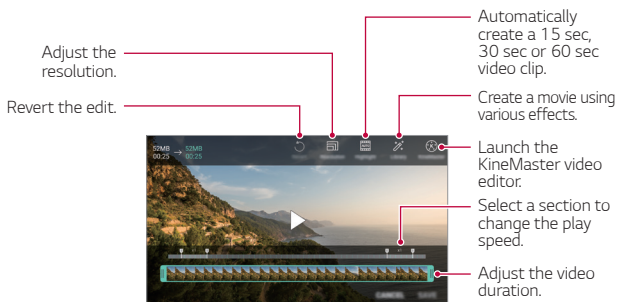 Automatically
create a 15 sec,
30 sec or 60 sec
video clip.
Adjust the
resolution.
Create a movie using
various effects.
Revert the edit.
Launch the
KineMaster video
editor.
52MB
00:25
→
52MB
00:25
Select a section to
change the play
speed.
Adjust the video
duration.
CANCEL
SAVE